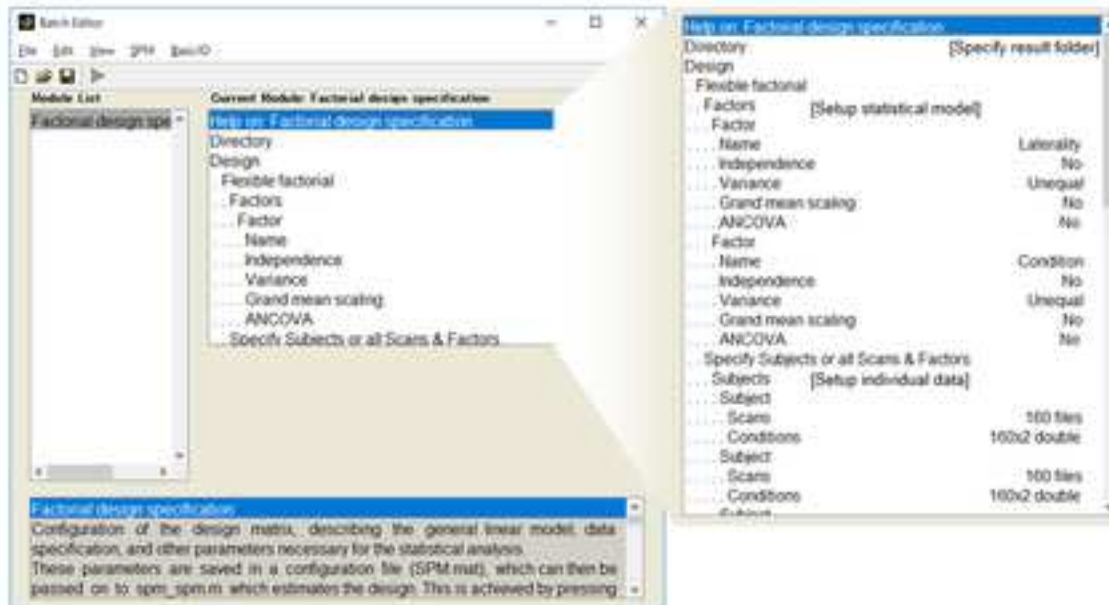 Batch Editor
File Edit View SPM BasicIO
Module List
Factorial design spe
Current Module: Factorial design specification
Help on: Factorial design specification
Directory
Design
Flexible factorial
. Factors
. . Factor
. . . Name
. . . Independence
. . . Variance
. . . Grand mean scaling
. . . ANCOVA
. Specify Subjects or all Scans & Factors
Factorial design specification
Configuration of the design matrix, describing the general linear model, data
specification, and other parameters necessary for the statistical analysis.
These parameters are saved in a configuration file (SPM.mat), which can then be
passed on to spm_spm.m which estimates the design. This is achieved by pressing
Help on: Factorial design specification
Directory [Specify result folder]
Design
Flexible factorial
. Factors [Setup statistical model]
. . Factor
. . . . Name Laterality
. . . . Independence No
. . . . Variance Unequal
. . . . Grand mean scaling No
. . . . ANCOVA No
. . Factor
. . . . Name Condition
. . . . Independence No
. . . . Variance Unequal
. . . . Grand mean scaling No
. . . . ANCOVA No
. . Specify Subjects or all Scans & Factors
. . . Subjects [Setup individual data]
. . . . Subject
. . . . . Scans 160 files
. . . . . Conditions 160x2 double
. . . . Subject
. . . . . Scans 160 files
. . . . . Conditions 160x2 double
. . . . Subject